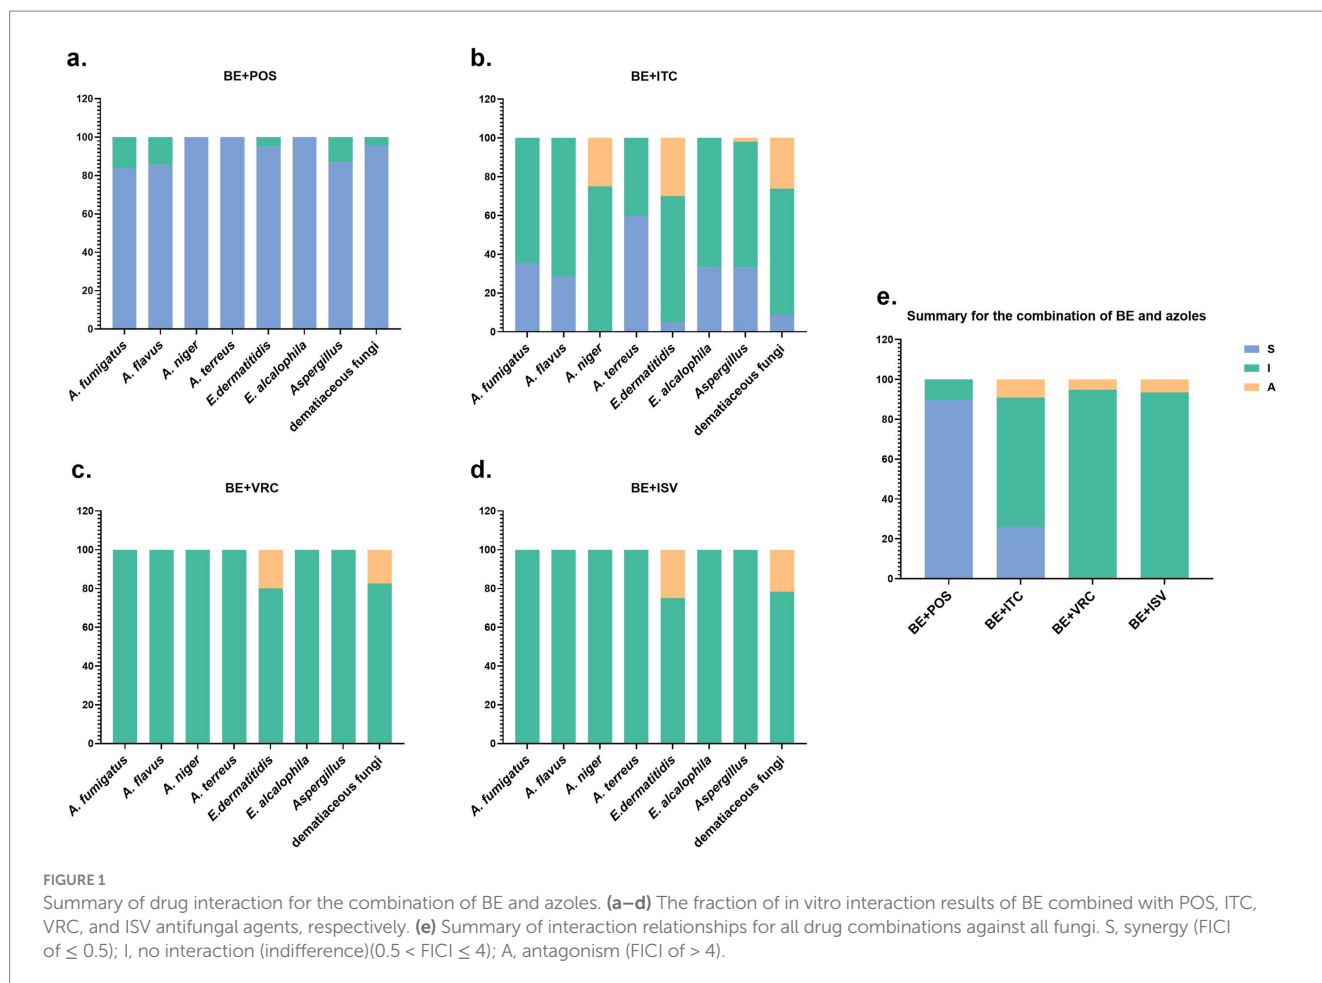 a.
BE+POS
120
100
80
60
40
20
0
A. fumigatus
A. flavus
A. niger
A. terreus
E.dermatitidis
E. alcalophila
Aspergillus
dematiaceous fungi
b.
BE+ITC
120
100
80
60
40
20
0
A. fumigatus
A. flavus
A. niger
A. terreus
E.dermatitidis
E. alcalophila
Aspergillus
dematiaceous fungi
c.
BE+VRC
120
100
80
60
40
20
0
A. fumigatus
A. flavus
A. niger
A. terreus
E.dermatitidis
E. alcalophila
Aspergillus
dematiaceous fungi
d.
BE+ISV
120
100
80
60
40
20
0
A. fumigatus
A. flavus
A. niger
A. terreus
E.dermatitidis
E. alcalophila
Aspergillus
dematiaceous fungi
e.
Summary for the combination of BE and azoles
120
100
80
60
40
20
0
BE+POS
BE+ITC
BE+VRC
BE+ISV
S
I
A
FIGURE 1
Summary of drug interaction for the combination of BE and azoles. (a–d) The fraction of in vitro interaction results of BE combined with POS, ITC,
VRC, and ISV antifungal agents, respectively. (e) Summary of interaction relationships for all drug combinations against all fungi. S, synergy (FICI
of ≤ 0.5); I, no interaction (indifference)(0.5 < FICI ≤ 4); A, antagonism (FICI of > 4).